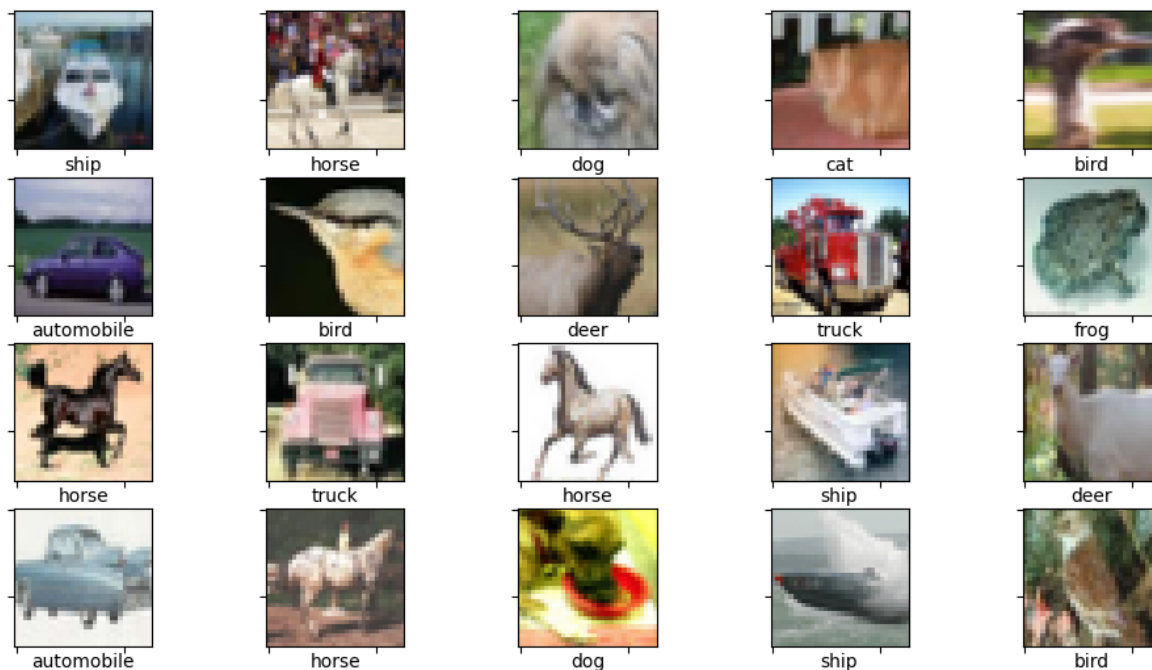 ship horse dog cat bird
automobile bird deer truck frog
horse truck horse ship deer
automobile horse dog ship bird